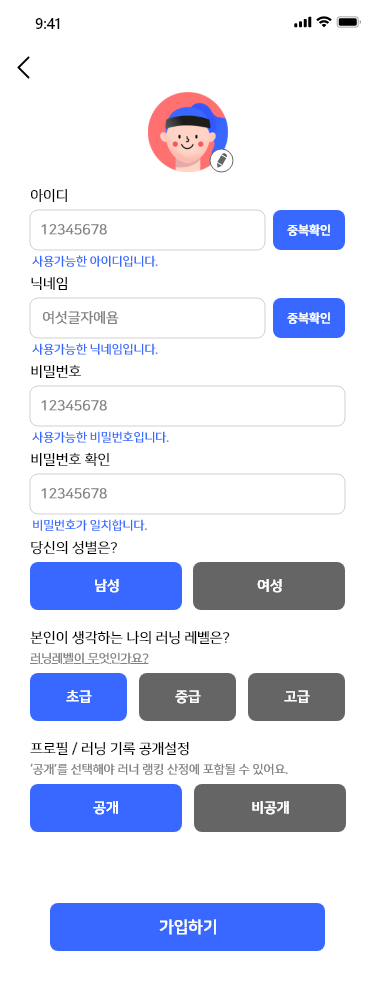 9:41
아이디
12345678
중복확인
사용가능한 아이디입니다.
닉네임
여섯글자에욤
중복확인
사용가능한 닉네임입니다.
비밀번호
12345678
사용가능한 비밀번호입니다.
비밀번호 확인
12345678
비밀번호가 일치합니다.
당신의 성별은?
남성
여성
본인이 생각하는 나의 러닝 레벨은?
러닝레벨이 무엇인가요?
초급
중급
고급
프로필 / 러닝 기록 공개설정
‘공개’를 선택해야 러너 랭킹 산정에 포함될 수 있어요.
공개
비공개
가입하기